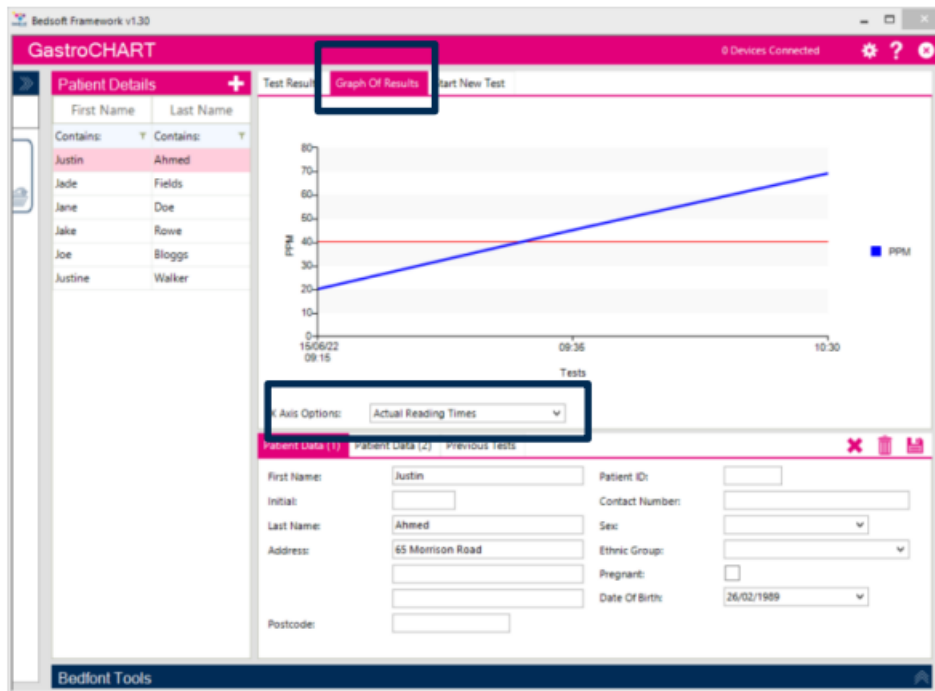 Bedsoft Framework v1.30
GastroCHART
0 Devices Connected
Patient Details
First Name Last Name
Contains: Contains:
Justin Ahmed
Jade Fields
Jane Doe
Jake Rowe
Joe Bloggs
Justine Walker
Test Result Graph Of Results tart New Test
80
70
60
50
40
30
20
10
0
PPM
PPM
15/06/22
09:15
09:36
10:30
Tests
X Axis Options: Actual Reading Times
Patient Data (1) Patient Data (2) Previous Tests
First Name: Justin Patient ID:
Initial: Contact Number:
Last Name: Ahmed Sex:
Address: 65 Morrison Road Ethnic Group:
Pregnant:
Date Of Birth: 26/02/1989
Postcode:
Bedfont Tools